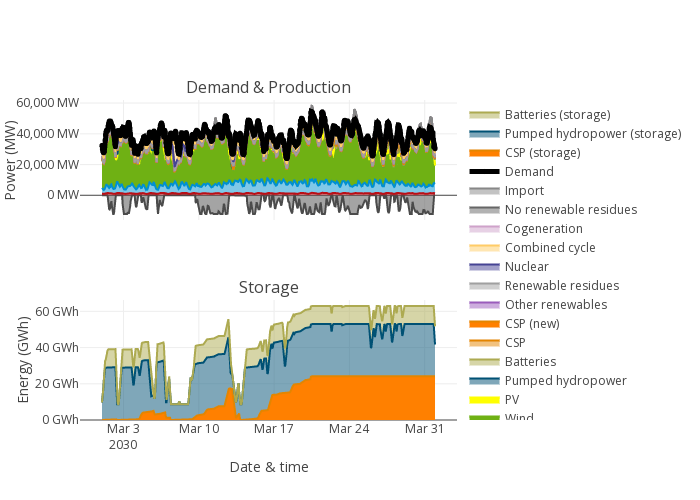 Demand & Production
Power (MW)
60,000 MW
40,000 MW
20,000 MW
0 MW
Storage
Energy (GWh)
60 GWh
40 GWh
20 GWh
0 GWh
Mar 3
2030
Mar 10
Mar 17
Mar 24
Mar 31
Date & time
Batteries (storage)
Pumped hydropower (storage)
CSP (storage)
Demand
Import
No renewable residues
Cogeneration
Combined cycle
Nuclear
Renewable residues
Other renewables
CSP (new)
CSP
Batteries
Pumped hydropower
PV
Wind